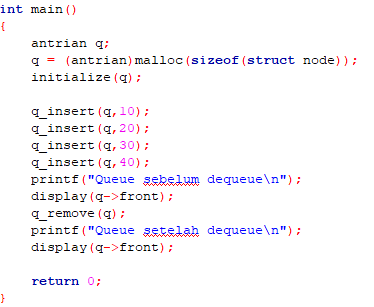 int main()
{
antrian q;
q = (antrian)malloc(sizeof(struct node));
initialize(q);
q_insert(q,10);
q_insert(q,20);
q_insert(q,30);
q_insert(q,40);
printf("Queue sebelum dequeue\n");
display(q->front);
q_remove(q);
printf("Queue setelah dequeue\n");
display(q->front);
return 0;
}